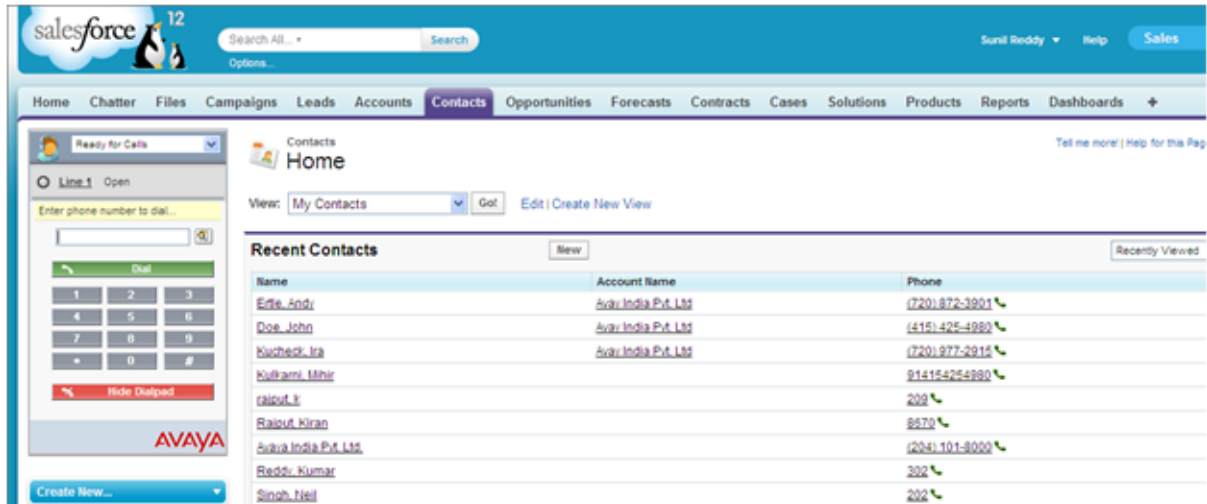 salesforce 12
Search All... Search
Options...
Sunil Reddy Help Sales
Home Chatter Files Campaigns Leads Accounts Contacts Opportunities Forecasts Contracts Cases Solutions Products Reports Dashboards +
Ready for Calls
Line 1 Open
Enter phone number to dial...
Dial
1 2 3
4 5 6
7 8 9
* 0 #
Hide Dialpad
AVAYA
Create New...
Contacts
Home
Tell me more! | Help for this Pag
View: My Contacts Go! Edit | Create New View
Recent Contacts New Recently Viewed
Name Account Name Phone
Andy India Pvt. Ltd (720) 872-3901
Doe, John India Pvt. Ltd (415) 425-4980
Kucheck, Ira India Pvt. Ltd (720) 977-2915
Kulkarni, Mihir 914154254980
rajput, k 209
Rajput, Kiran 8570
Avaya India Pvt. Ltd. (204) 101-8000
Reddy, Kumar 302
Singh, Neil 202